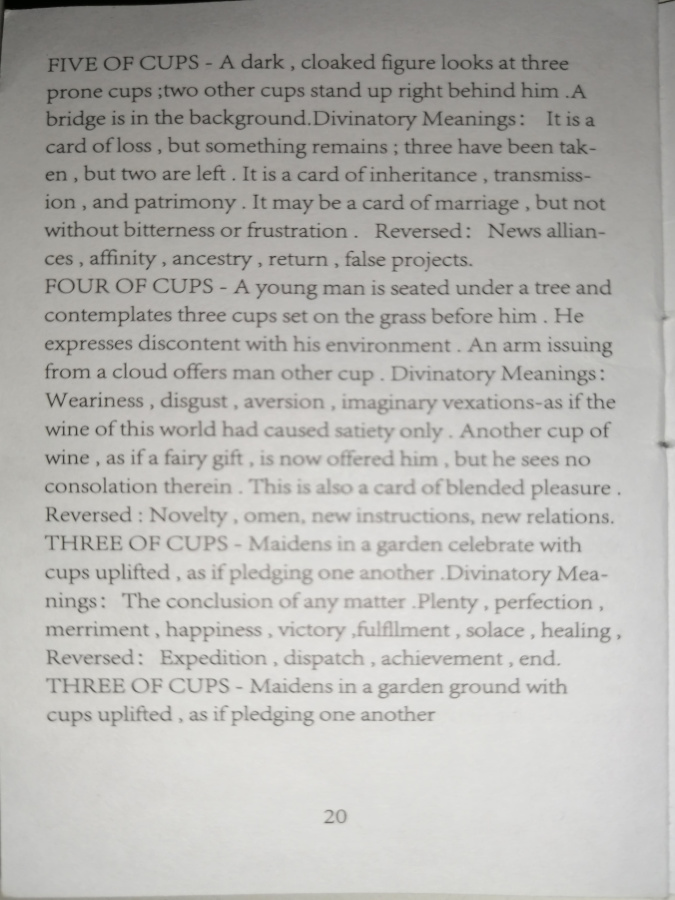 FIVE OF CUPS - A dark , cloaked figure looks at three
prone cups ;two other cups stand up right behind him .A
bridge is in the background.Divinatory Meanings :   It is a
card of loss , but something remains ; three have been tak-
en , but two are left . It is a card of inheritance , transmiss-
ion , and patrimony . It may be a card of marriage , but not
without bitterness or frustration .   Reversed :   News allian-
ces , affinity , ancestry , return , false projects.
FOUR OF CUPS - A young man is seated under a tree and
contemplates three cups set on the grass before him . He
expresses discontent with his environment . An arm issuing
from a cloud offers man other cup . Divinatory Meanings :
Weariness , disgust , aversion , imaginary vexations-as if the
wine of this world had caused satiety only . Another cup of
wine , as if a fairy gift , is now offered him , but he sees no
consolation therein . This is also a card of blended pleasure .
Reversed : Novelty , omen, new instructions, new relations.
THREE OF CUPS - Maidens in a garden celebrate with
cups uplifted , as if pledging one another .Divinatory Mea-
nings :   The conclusion of any matter .Plenty , perfection ,
merriment , happiness , victory ,fulfllment , solace , healing ,
Reversed :   Expedition , dispatch , achievement , end.
THREE OF CUPS - Maidens in a garden ground with
cups uplifted , as if pledging one another
20